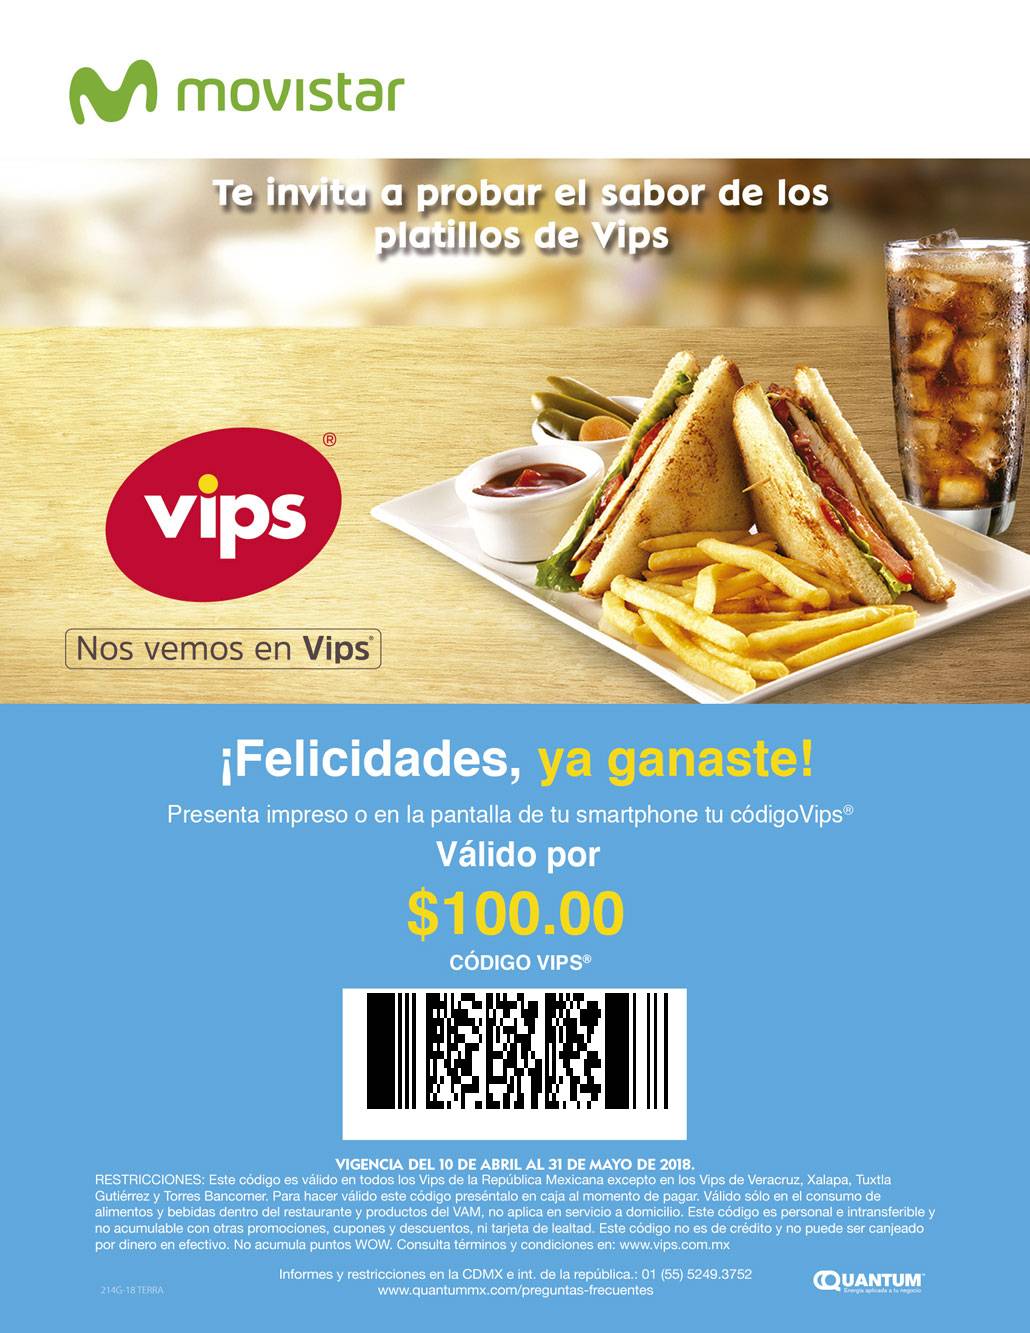 movistar
Te invita a probar el sabor de los
platillos de Vips
vips®
Nos vemos en Vips®
¡Felicidades, ya ganaste!
Presenta impreso o en la pantalla de tu smartphone tu códigoVips®
Válido por
$100.00
CÓDIGO VIPS®
VIGENCIA DEL 10 DE ABRIL AL 31 DE MAYO DE 2018.
RESTRICCIONES: Este código es válido en todos los Vips de la República Mexicana excepto en los Vips de Veracruz, Xalapa, Tuxtla
Gutiérrez y Torres Bancomer. Para hacer válido este código preséntalo en caja al momento de pagar. Válido sólo en el consumo de
alimentos y bebidas dentro del restaurante y productos del VAM, no aplica en servicio a domicilio. Este código es personal e intransferible y
no acumulable con otras promociones, cupones y descuentos, ni tarjeta de lealtad. Este código no es de crédito y no puede ser canjeado
por dinero en efectivo. No acumula puntos WOW. Consulta términos y condiciones en: www.vips.com.mx
Informes y restricciones en la CDMX e int. de la república.: 01 (55) 5249.3752
www.quantummx.com/preguntas-frecuentes
214G-18 TERRA
QUANTUM
Energía aplicada a tu negocio